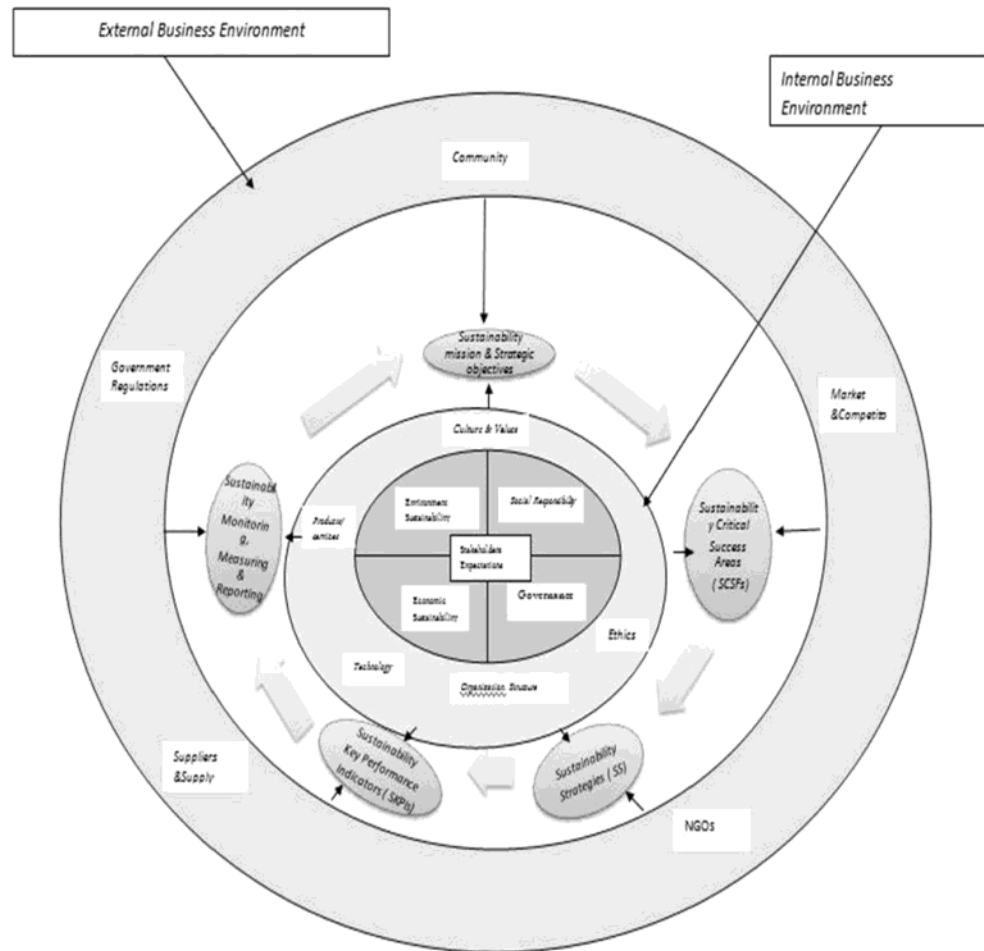 External Business Environment
Internal Business
Environment
Community
Government
Regulations
Market
&Competito
Sustainability
mission & Strategic
objectives
Culture & Values
Sustainab
ility
Monitorin
g,
Measuring
&
Reporting
Environment
Sustainability
Social Responsibility
Stakeholders
Expectations
Economic
Sustainability
Governance
Sustainabilit
y Critical
Success
Areas
( SCSFs)
Ethics
Technology
Organization Structure
Sustainability
Key Performance
Indicators ( SKPIs)
Sustainability
Strategies ( SS)
Suppliers
&Supply
NGOs